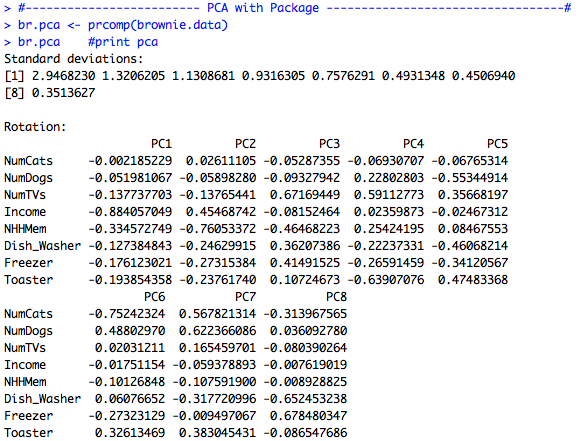 > #------------------------- PCA with Package ----------------------------------#
> br.pca <- prcomp(brownie.data)
> br.pca    #print pca
Standard deviations:
[1] 2.9468230 1.3206205 1.1308681 0.9316305 0.7576291 0.4931348 0.4506940
[8] 0.3513627
Rotation:
PC1 PC2 PC3 PC4 PC5
NumCats -0.002185229 0.02611105 -0.05287355 -0.06930707 -0.06765314
NumDogs -0.051981067 -0.05898280 -0.09327942 0.22802803 -0.55344914
NumTVs -0.137737703 -0.13765441 0.67169449 0.59112773 0.35668197
Income -0.884057049 0.45468742 -0.08152464 0.02359873 -0.02467312
NHHMem -0.334572749 -0.76053372 -0.46468223 0.25424195 0.08467553
Dish_Washer -0.127384843 -0.24629915 0.36207386 -0.22237331 -0.46068214
Freezer -0.176123021 -0.27315384 0.41491525 -0.26591459 -0.34120567
Toaster -0.193854358 -0.23761740 0.10724673 -0.63907076 0.47483368
PC6 PC7 PC8
NumCats -0.75242324 0.567821314 -0.313967565
NumDogs 0.48802970 0.622366086 0.036092780
NumTVs 0.02031211 0.165459701 -0.080390264
Income -0.01751154 -0.059378893 -0.007619019
NHHMem -0.10126848 -0.107591900 -0.008928825
Dish_Washer 0.06076652 -0.317720996 -0.652453238
Freezer -0.27323129 -0.009497067 0.678480347
Toaster 0.32613469 0.383045431 -0.086547686